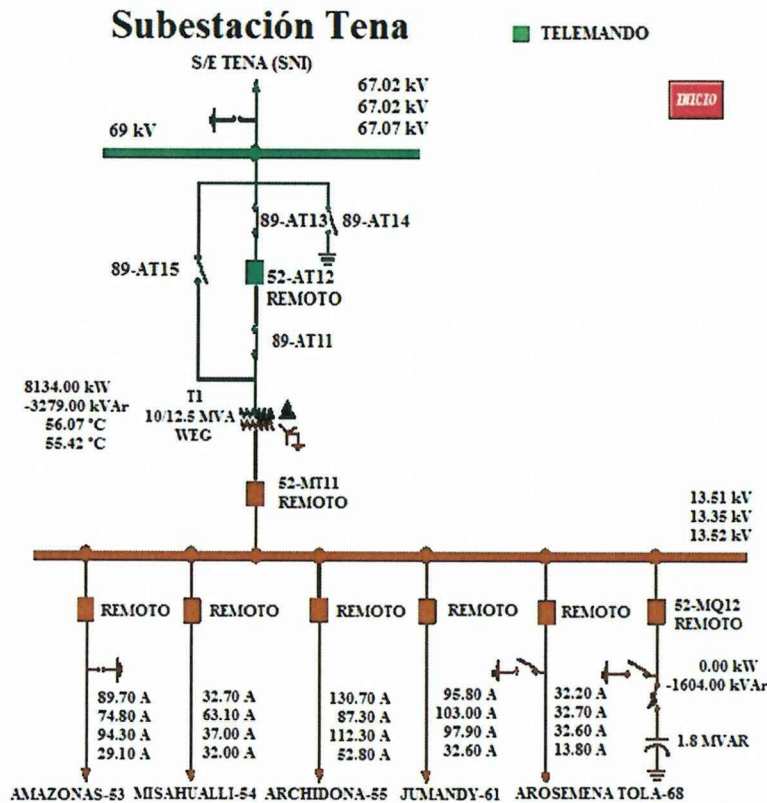 Subestación Tena
TELEMANDO
S/E TENA (SNI)
67.02 kV
67.02 kV
67.07 kV
INICIO
69 kV
89-AT13
89-AT14
89-AT15
52-AT12
REMOTO
89-AT11
8134.00 kW
-3279.00 kVAr
56.07 °C
55.42 °C
T1
10/12.5 MVA
WEG
52-MT11
REMOTO
13.51 kV
13.35 kV
13.52 kV
REMOTO
REMOTO
REMOTO
REMOTO
REMOTO
52-MQ12
REMOTO
89.70 A
74.80 A
94.30 A
29.10 A
32.70 A
63.10 A
37.00 A
32.00 A
130.70 A
87.30 A
112.30 A
52.80 A
95.80 A
103.00 A
97.90 A
32.60 A
32.20 A
32.70 A
32.60 A
13.80 A
0.00 kW
-1604.00 kVAr
1.8 MVAR
AMAZONAS-53
MISAHUALLI-54
ARCHIDONA-55
JUMANDY-61
AROSEMENA TOLA-68